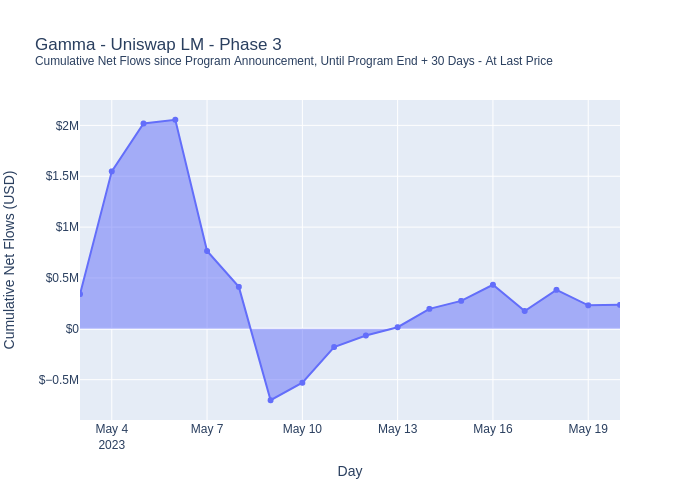 Gamma - Uniswap LM - Phase 3
Cumulative Net Flows since Program Announcement, Until Program End + 30 Days - At Last Price
Cumulative Net Flows (USD)
$2M
$1.5M
$1M
$0.5M
$0
$−0.5M
May 4
2023
May 7
May 10
May 13
May 16
May 19
Day